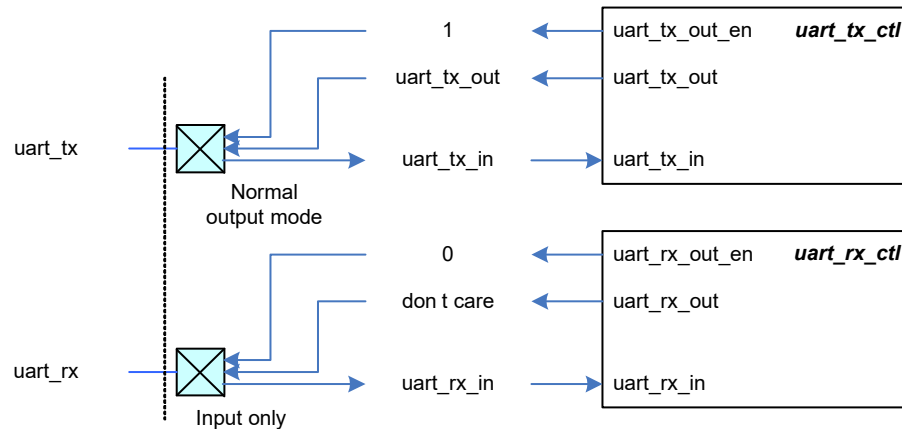 1
uart_tx_out_en
uart_tx_ctl
uart_tx_out
uart_tx_out
uart_tx
uart_tx_in
uart_tx_in
Normal
output mode
0
uart_rx_out_en
uart_rx_ctl
don t care
uart_rx_out
uart_rx
uart_rx_in
uart_rx_in
Input only